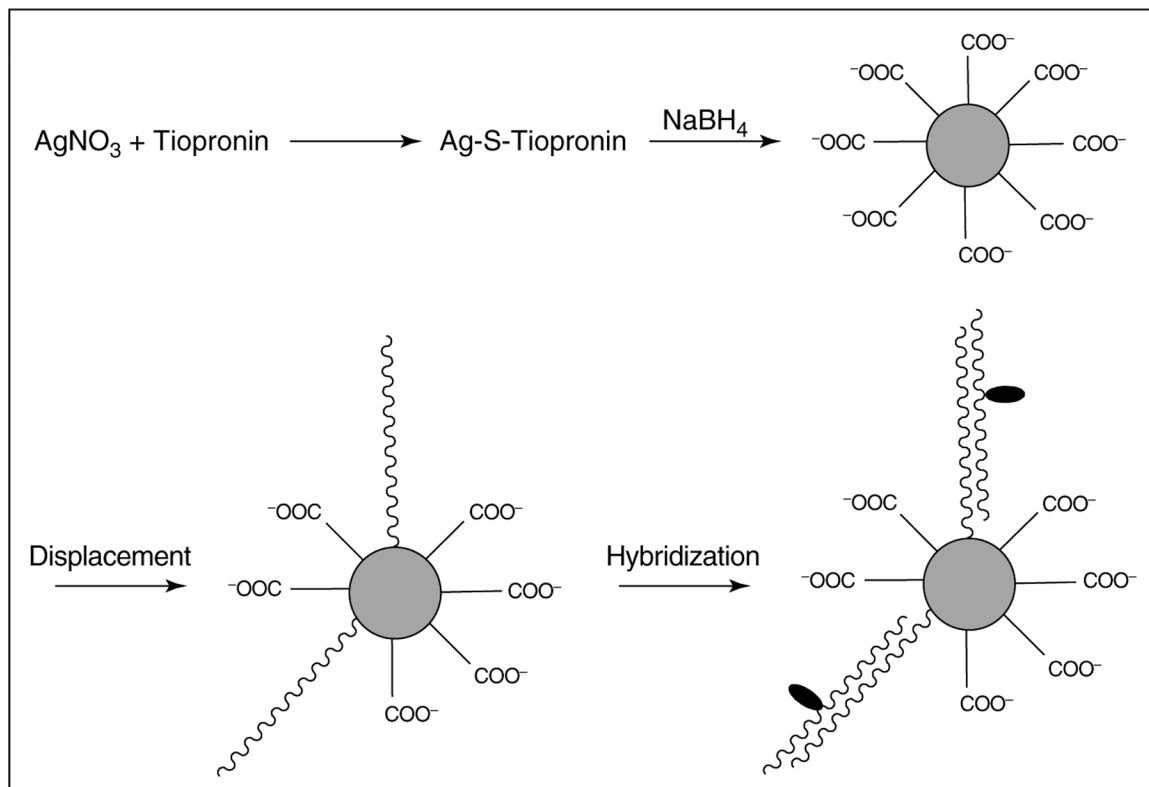 COO⁻
⁻OOC COO⁻
NaBH₄
AgNO₃ + Tiopronin Ag-S-Tiopronin ⁻OOC COO⁻
⁻OOC COO⁻
COO⁻
⁻OOC COO⁻ ⁻OOC COO⁻
Displacement Hybridization
⁻OOC COO⁻ ⁻OOC COO⁻
COO⁻ COO⁻
COO⁻ COO⁻